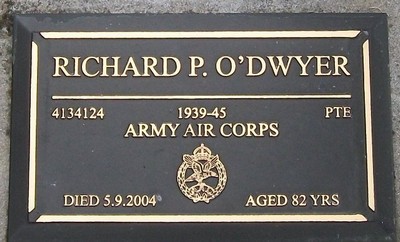 RICHARD P. O'DWYER
4134124 1939-45 PTE
ARMY AIR CORPS
DIED 5.9.2004 AGED 82 YRS